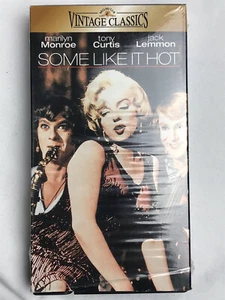 VINTAGE CLASSICS
marilyn tony jack
Monroe Curtis Lemmon
SOME LIKE IT HOT